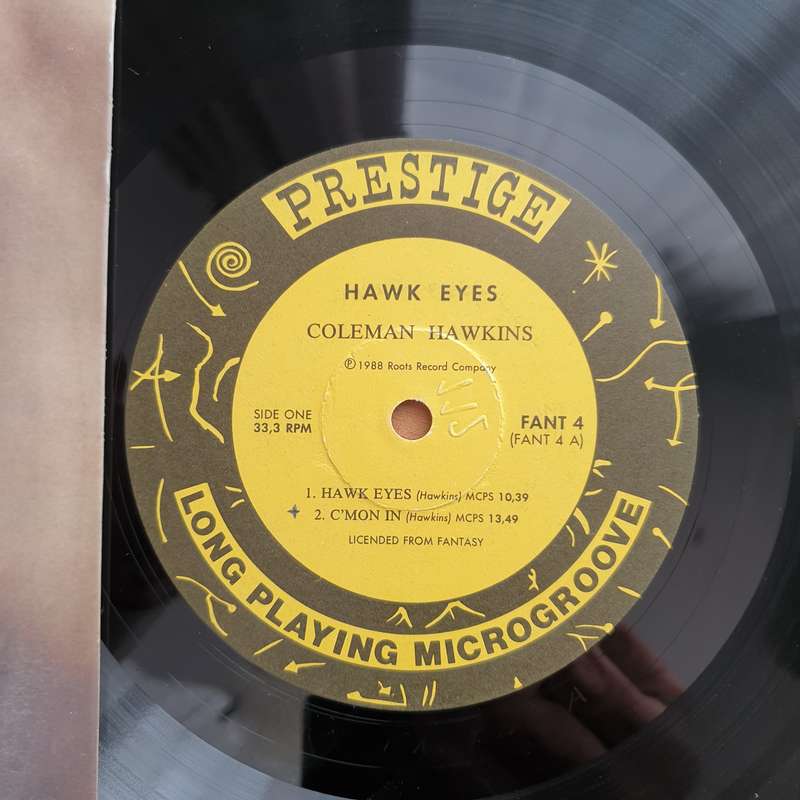 PRESTIGE
HAWK EYES
COLEMAN HAWKINS
℗ 1988 Roots Record Company
SIDE ONE
33,3 RPM
FANT 4
(FANT 4 A)
1. HAWK EYES (Hawkins) MCPS 10,39
2. C'MON IN (Hawkins) MCPS 13,49
LICENDED FROM FANTASY
LONG PLAYING MICROGROOVE